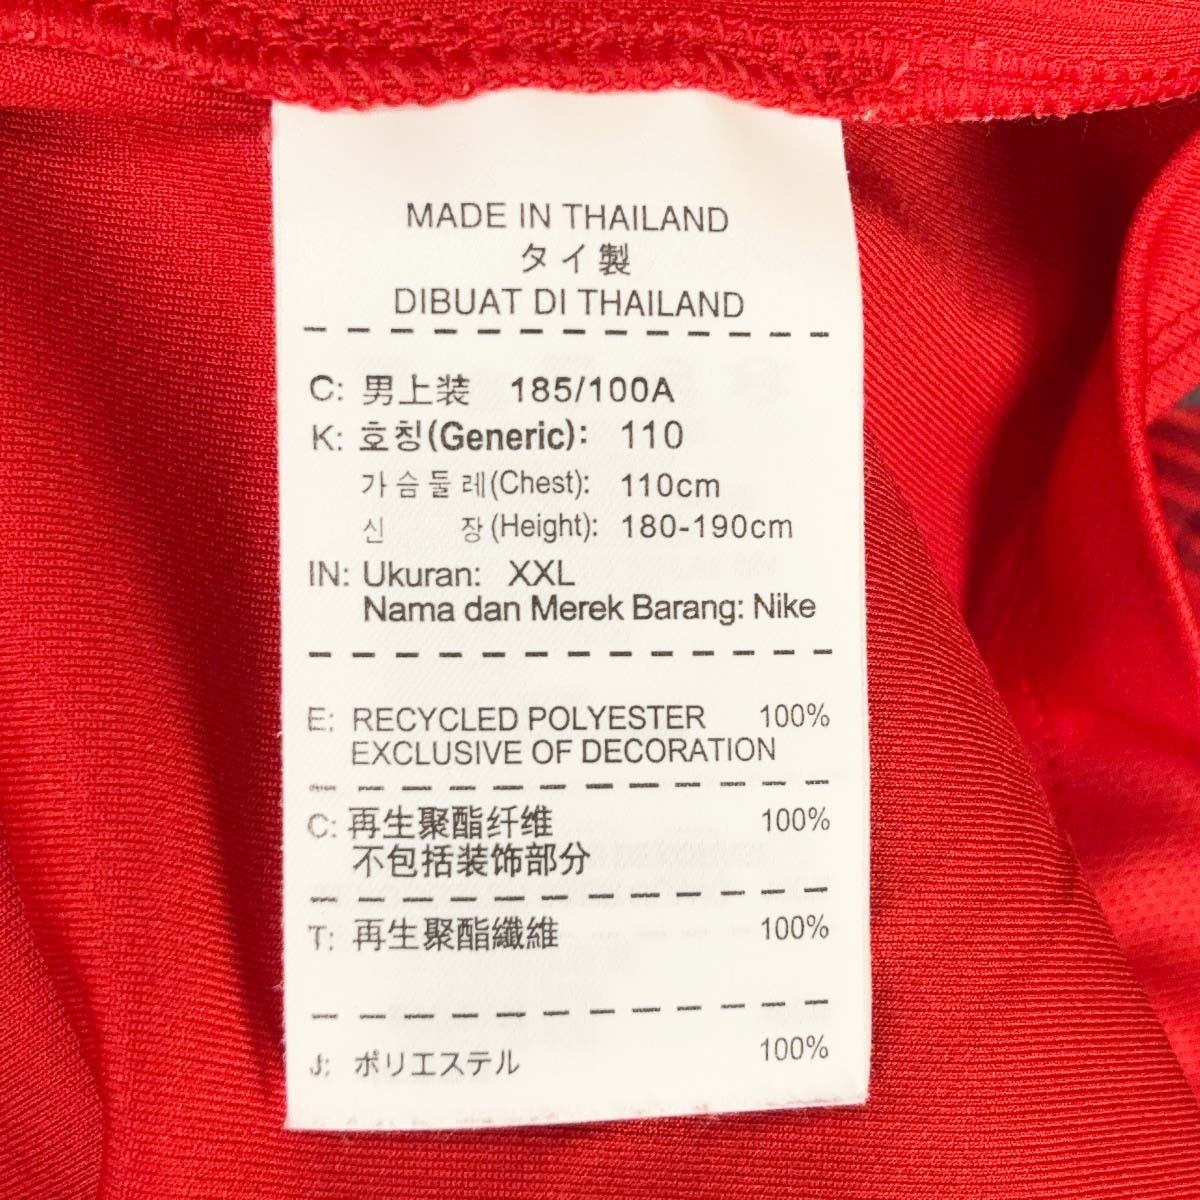 MADE IN THAILAND
タイ製
DIBUAT DI THAILAND
C: 男上装 185/100A
K: 호칭(Generic): 110
가슴둘레(Chest): 110cm
신 장(Height): 180-190cm
IN: Ukuran: XXL
Nama dan Merek Barang: Nike
E: RECYCLED POLYESTER 100%
EXCLUSIVE OF DECORATION
C: 再生聚酯纤维 100%
不包括装饰部分
T: 再生聚酯纖維 100%
J: ポリエステル 100%